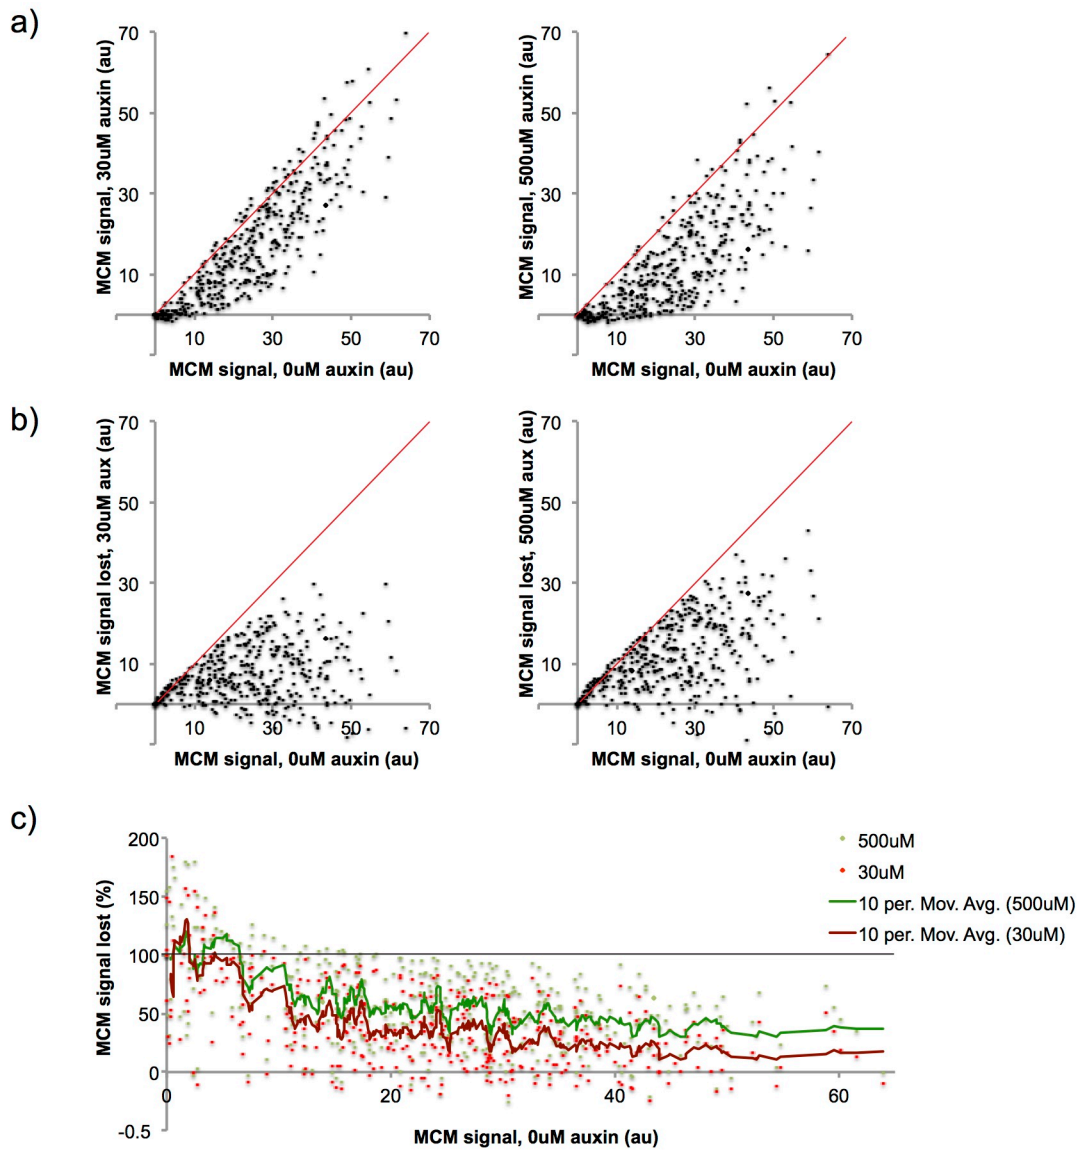 a)
MCM signal, 30uM auxin (au)
70
50
30
10
10 30 50 70
MCM signal, 0uM auxin (au)
MCM signal, 500uM auxin (au)
70
50
30
10
10 30 50 70
MCM signal, 0uM auxin (au)
b)
MCM signal lost, 30uM aux (au)
70
50
30
10
10 30 50 70
MCM signal, 0uM auxin (au)
MCM signal lost, 500uM aux (au)
70
50
30
10
10 30 50 70
MCM signal, 0uM auxin (au)
c)
MCM signal lost (%)
200
150
100
50
0
-0.5
0 20 40 60
MCM signal, 0uM auxin (au)
500uM
30uM
10 per. Mov. Avg. (500uM)
10 per. Mov. Avg. (30uM)